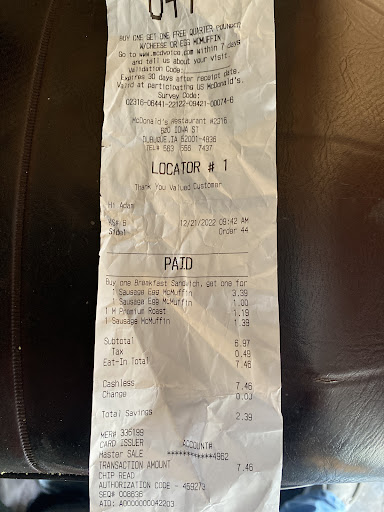 BUY ONE GET ONE FREE QUARTER POUNDER
W/CHEESE OR EGG MCMUFFIN
Go to www.mcdvoice.com within 7 days
and tell us about your visit.
Validation Code:
Expires 30 days after receipt date.
Valid at participating US McDonald's.
Survey Code:
02316-06441-22122-09421-00074-6
McDonald's Restaurant #2316
800 IOWA ST
DUBUQUE,IA 52001-4836
TEL# 563 556 7437
LOCATOR # 1
Thank You Valued Customer
Hi Adam
KS# 6 12/21/2022 09:42 AM
Side1 Order 44
PAID
Buy one Breakfast Sandwich, get one for
1 Sausage Egg McMuffin 3.39
1 Sausage Egg McMuffin 1.00
1 M Premium Roast 1.19
1 Sausage McMuffin 1.39
Subtotal 6.97
Tax 0.49
Eat-In Total 7.46
Cashless 7.46
Change 0.00
Total Savings 2.39
MER# 335199
CARD ISSUER ACCOUNT#
Master SALE ************4962
TRANSACTION AMOUNT 7.46
CHIP READ
AUTHORIZATION CODE - 459273
SEQ# 008636
AID: A0000000042203